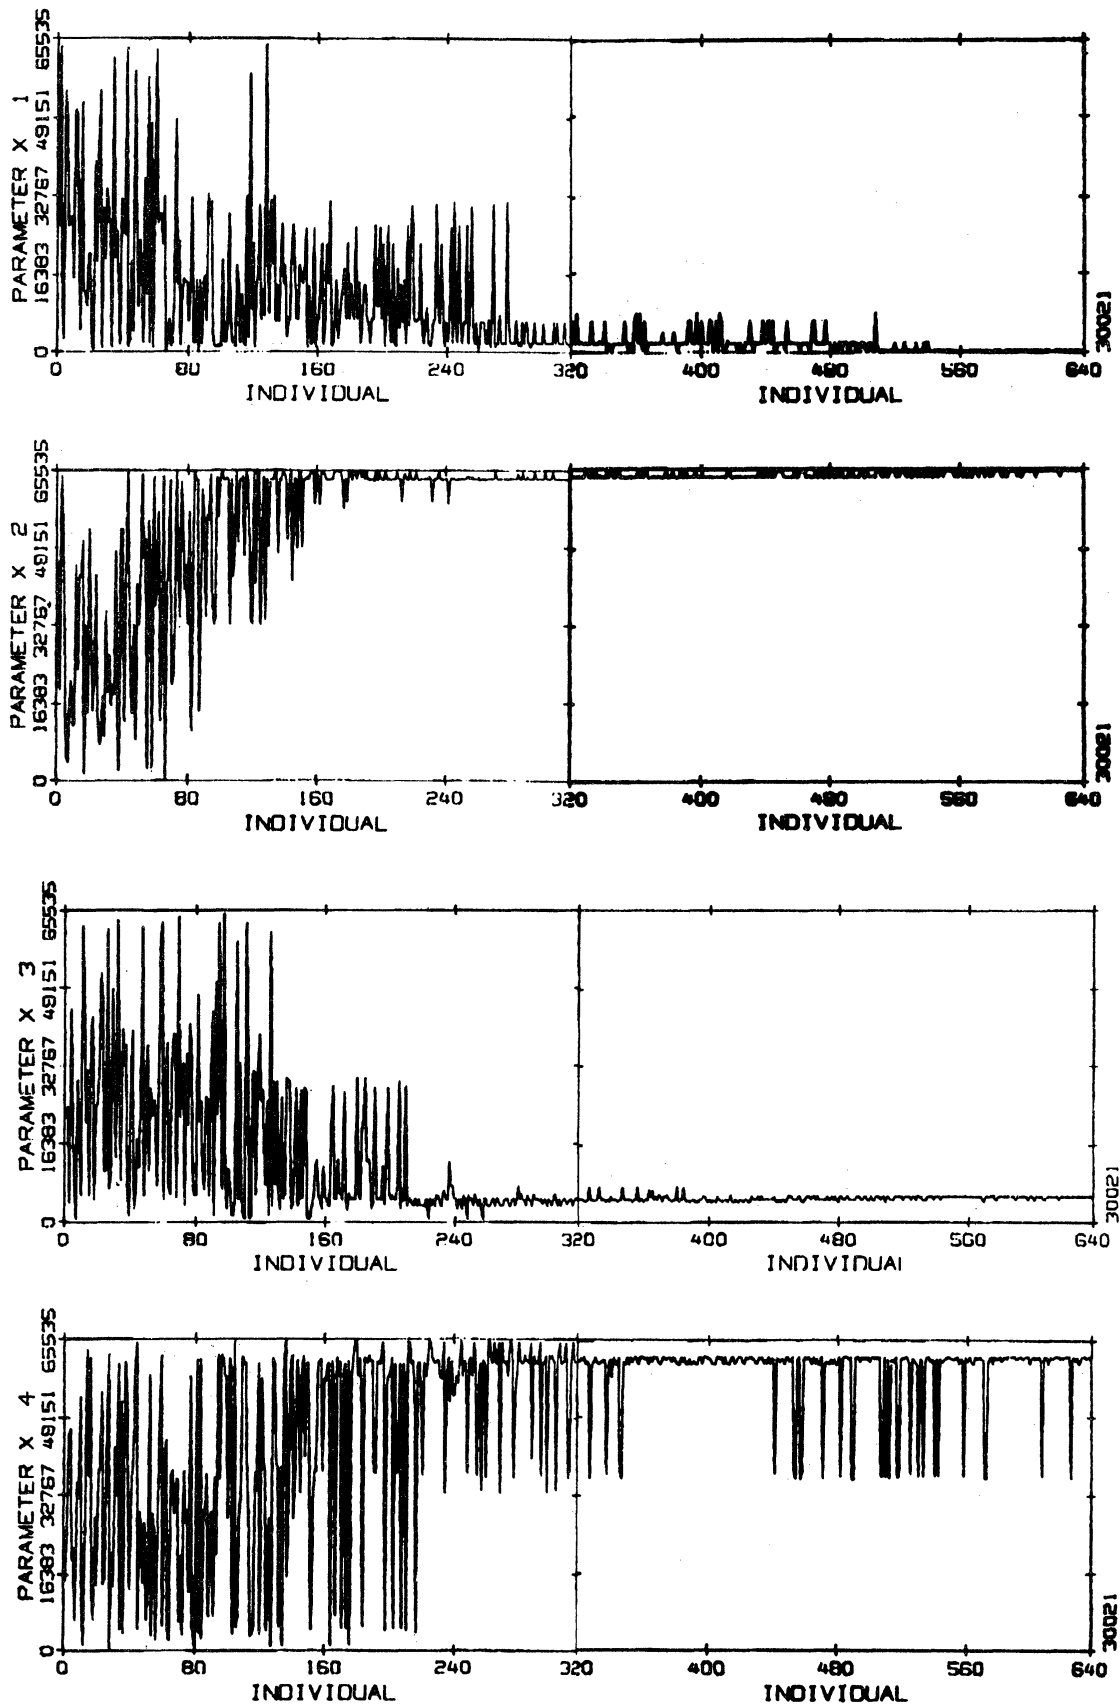 PARAMETER X 1
0 16383 32767 49151 65535
0 80 160 240 320 400 480 560 640
INDIVIDUAL INDIVIDUAL
30021
PARAMETER X 2
0 16383 32767 49151 65535
0 80 160 240 320 400 480 560 640
INDIVIDUAL INDIVIDUAL
30021
PARAMETER X 3
0 16383 32767 49151 65535
0 80 160 240 320 400 480 560 640
INDIVIDUAL INDIVIDUAL
30021
PARAMETER X 4
0 16383 32767 49151 65535
0 80 160 240 320 400 480 560 640
INDIVIDUAL INDIVIDUAL
30021